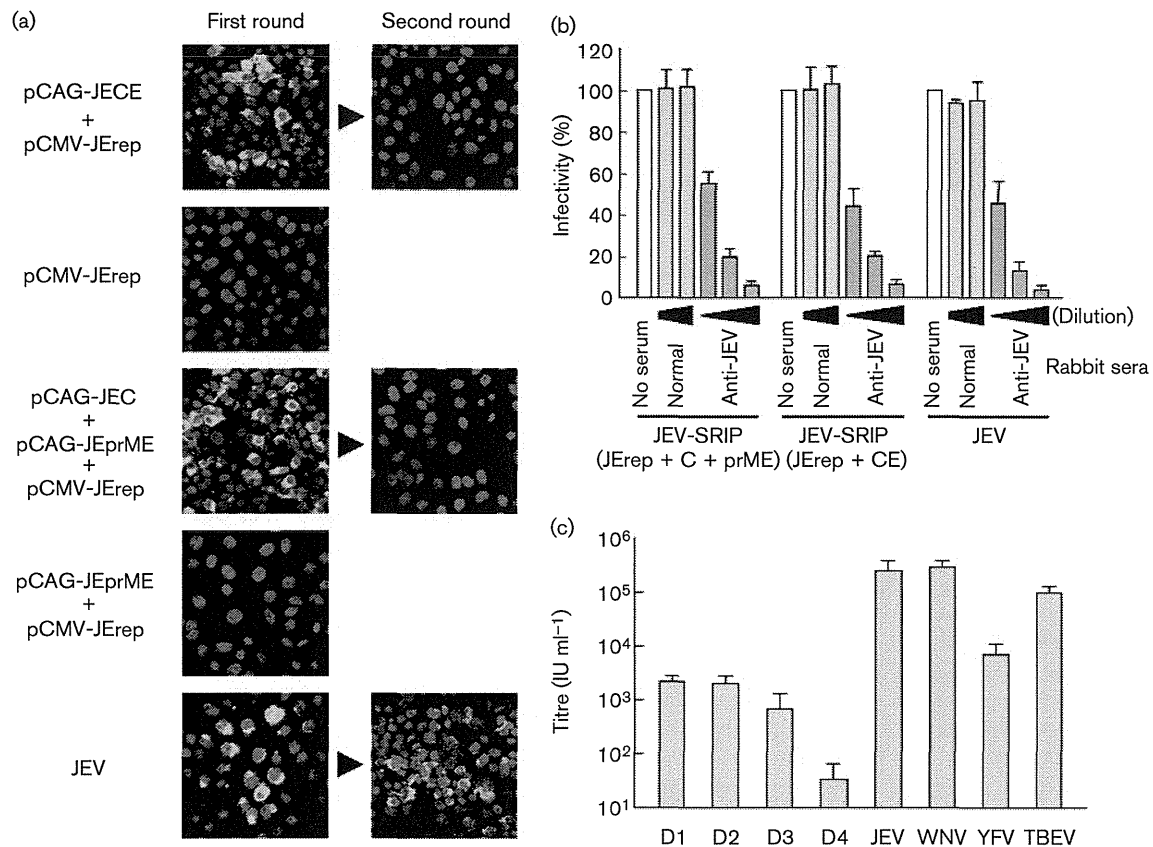 (a)
First round
Second round
pCAG-JECE
+
pCMV-JErep
pCMV-JErep
pCAG-JEC
+
pCAG-JEprME
+
pCMV-JErep
pCAG-JEprME
+
pCMV-JErep
JEV
(b)
Infectivity (%)
120
100
80
60
40
20
0
(Dilution)
No serum
Normal
Anti-JEV
No serum
Normal
Anti-JEV
No serum
Normal
Anti-JEV
Rabbit sera
JEV-SRIP
(JErep + C + prME)
JEV-SRIP
(JErep + CE)
JEV
(c)
Titre (IU ml⁻¹)
10⁶
10⁵
10⁴
10³
10²
10¹
D1 D2 D3 D4 JEV WNV YFV TBEV